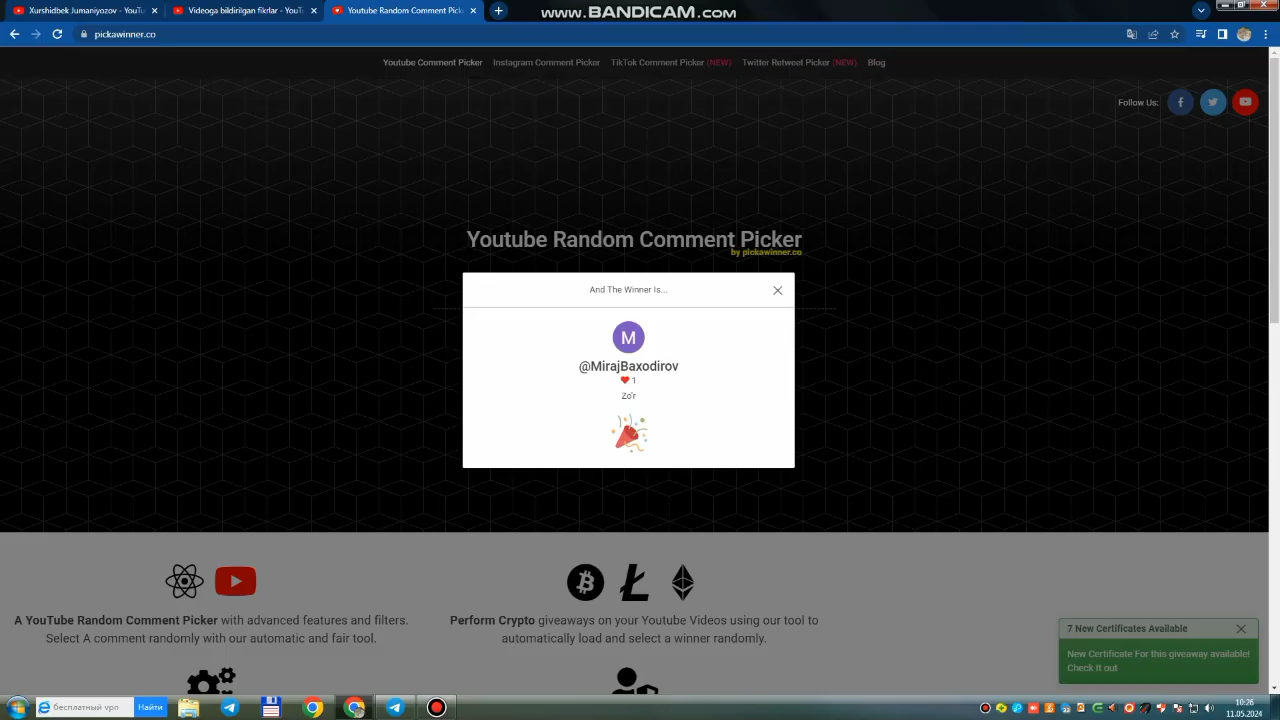 Xurshidbek Jumaniyozov - YouTu
Videoga bildirilgan fikrlar - YouT
Youtube Random Comment Picke
www.BANDICAM.com
pickawinner.co
Youtube Comment Picker
Instagram Comment Picker
TikTok Comment Picker (NEW)
Twitter Retweet Picker (NEW)
Blog
Follow Us:
Youtube Random Comment Picker
by pickawinner.co
And The Winner Is...
M
@MirajBaxodirov
1
Zo'r
A YouTube Random Comment Picker with advanced features and filters.
Select A comment randomly with our automatic and fair tool.
Perform Crypto giveaways on your Youtube Videos using our tool to
automatically load and select a winner randomly.
7 New Certificates Available
New Certificate For this giveaway available!
Check It out
бесплатный vpn
Найти
10:26
11.05.2024